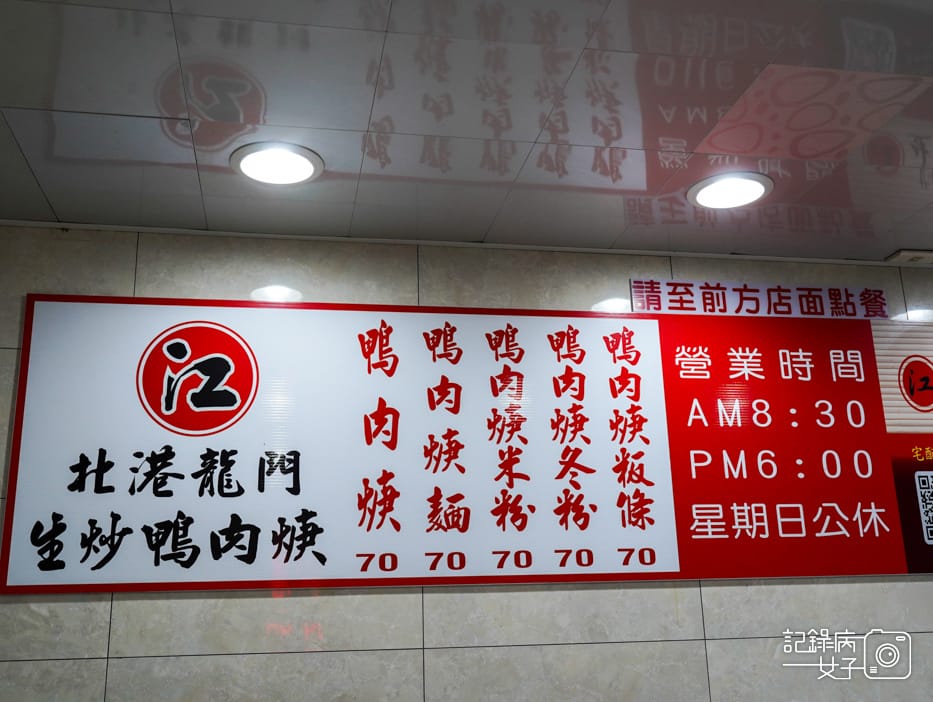 請至前方店面點餐
江
北港龍門
生炒鴨肉焿
鴨肉焿
70
鴨肉焿麵
70
鴨肉焿米粉
70
鴨肉焿冬粉
70
鴨肉焿粄條
70
營業時間
AM8:30
PM6:00
星期日公休
江
宅配
記錄病
女子